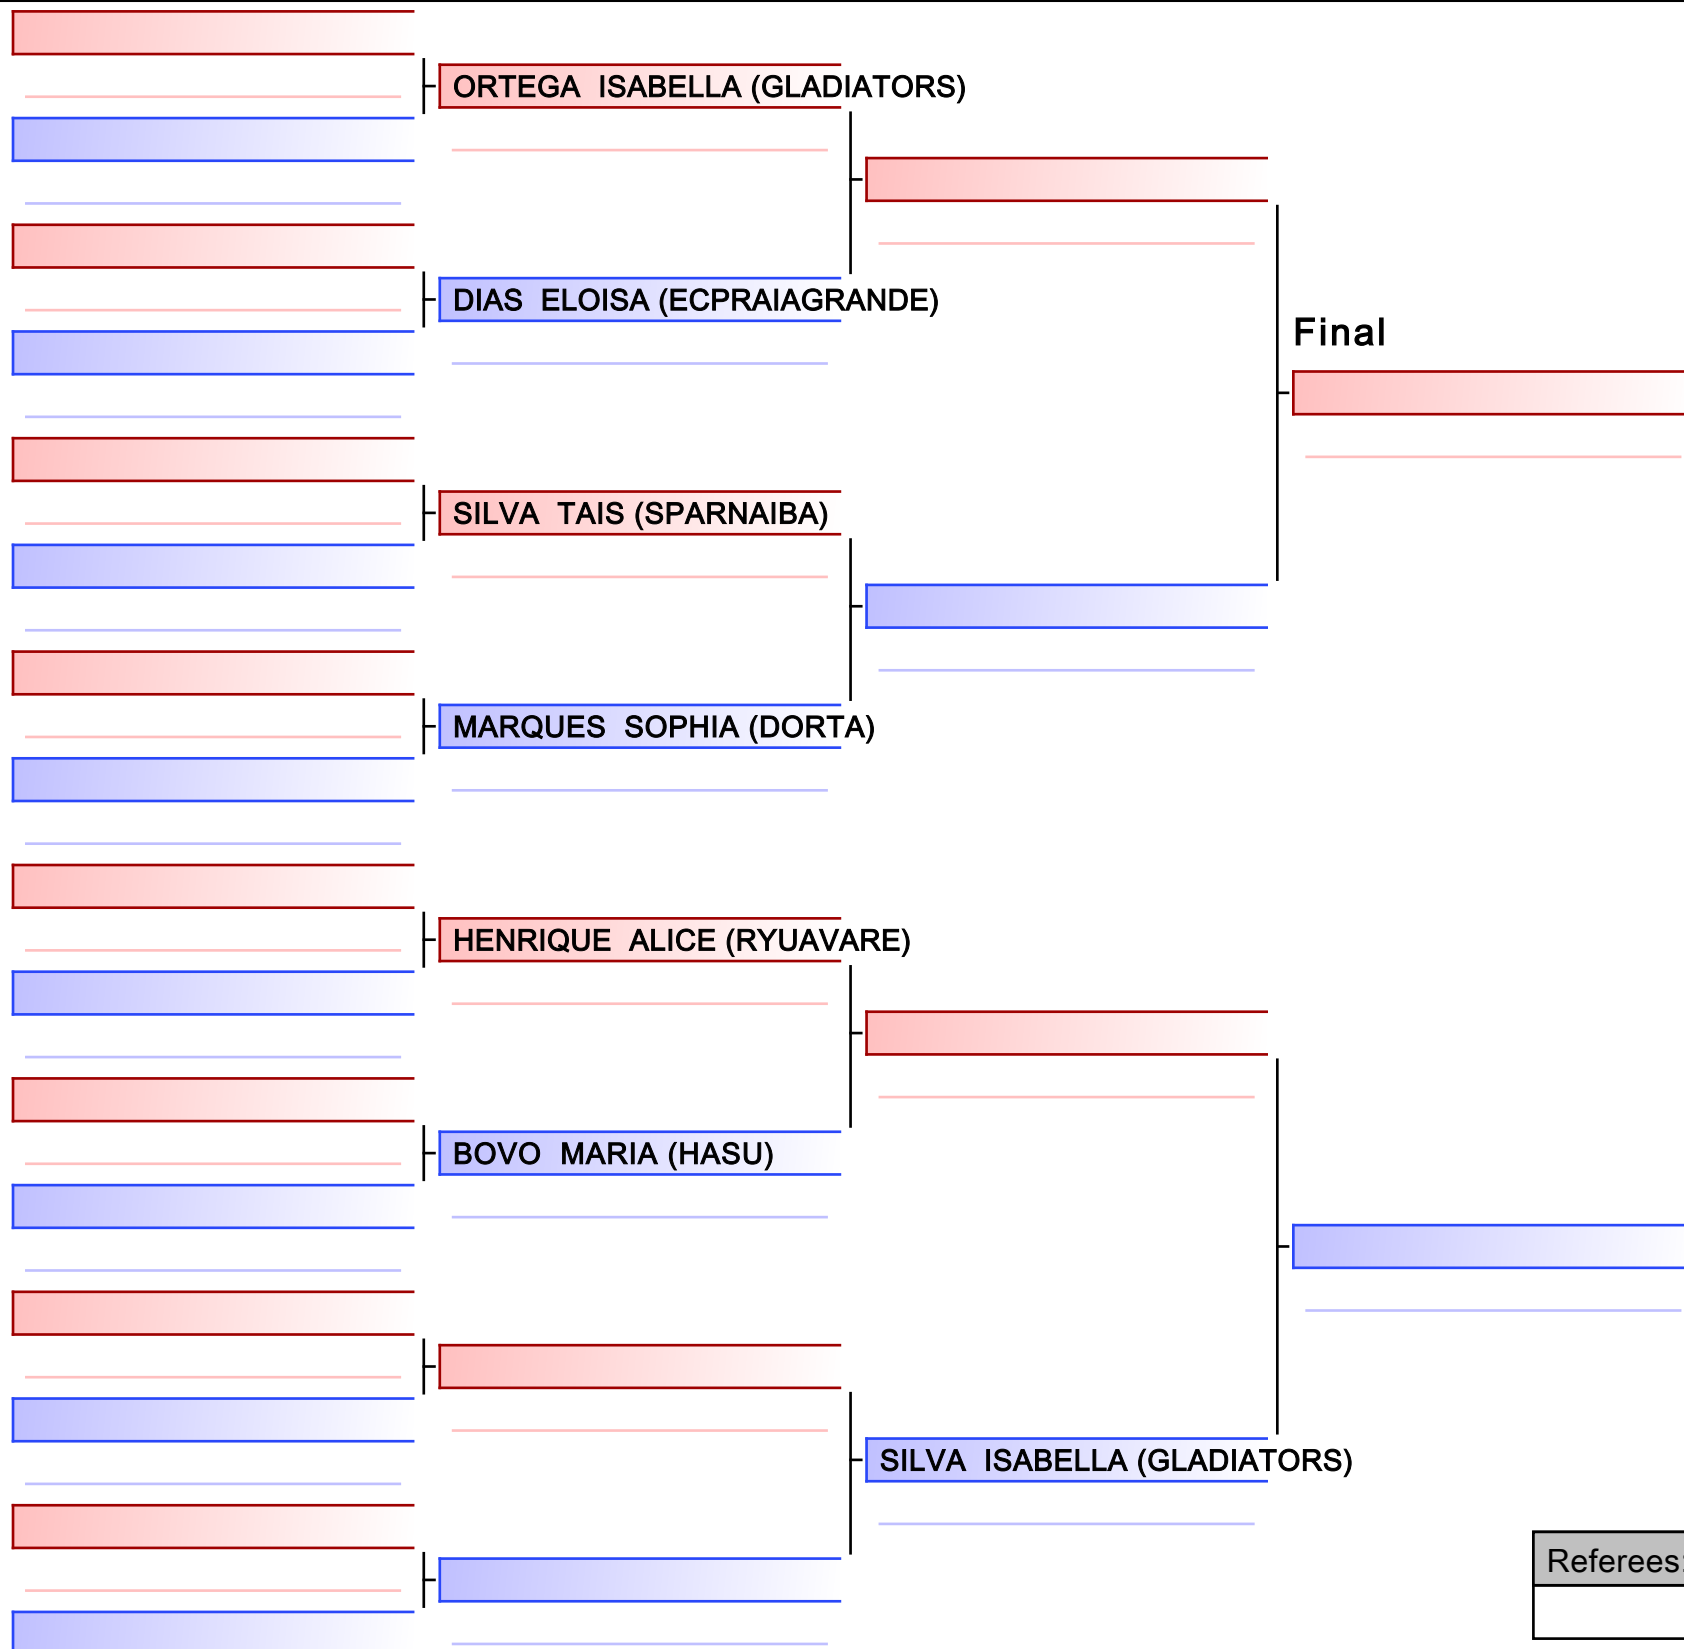 ORTEGA  ISABELLA (GLADIATORS)
DIAS  ELOISA (ECPRAIAGRANDE)
Final
SILVA  TAIS (SPARNAIBA)
MARQUES  SOPHIA (DORTA)
HENRIQUE  ALICE (RYUAVARE)
BOVO  MARIA (HASU)
SILVA  ISABELLA (GLADIATORS)
Referees: